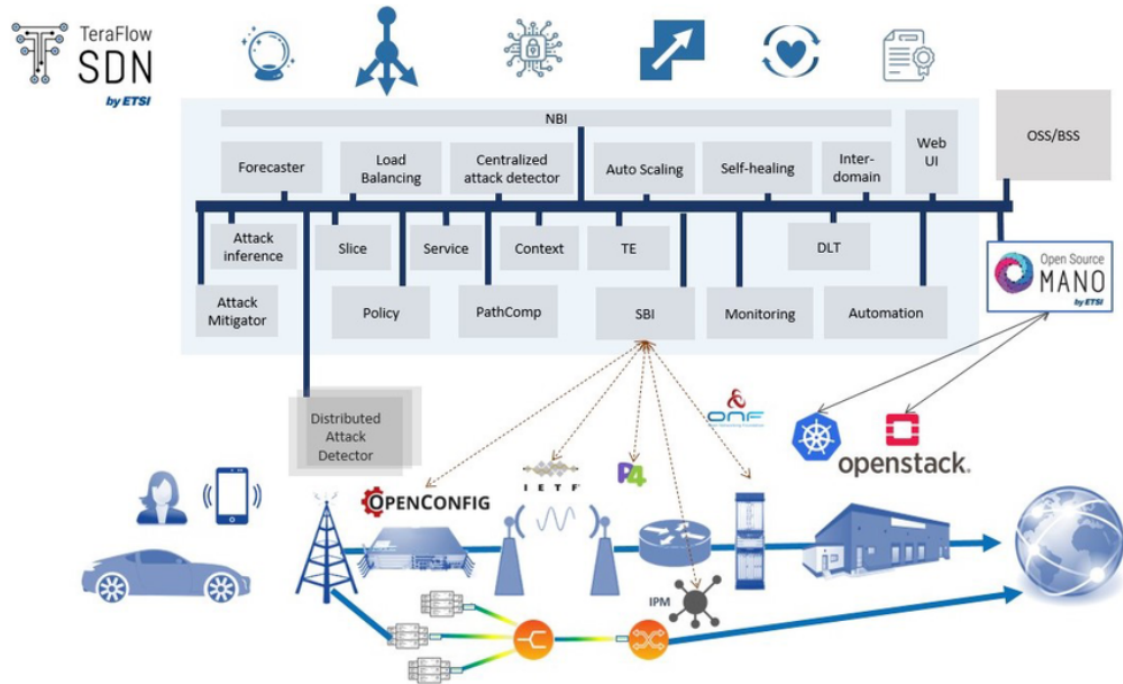 TeraFlow
SDN
by ETSI
NBI
Forecaster
Load
Balancing
Centralized
attack detector
Auto Scaling
Self-healing
Inter-
domain
Web
UI
OSS/BSS
Attack
inference
Slice
Service
Context
TE
DLT
Open Source
MANO
by ETSI
Attack
Mitigator
Policy
PathComp
SBI
Monitoring
Automation
Distributed
Attack
Detector
ONF
openstack.
OPENCONFIG
IETF
P4
IPM